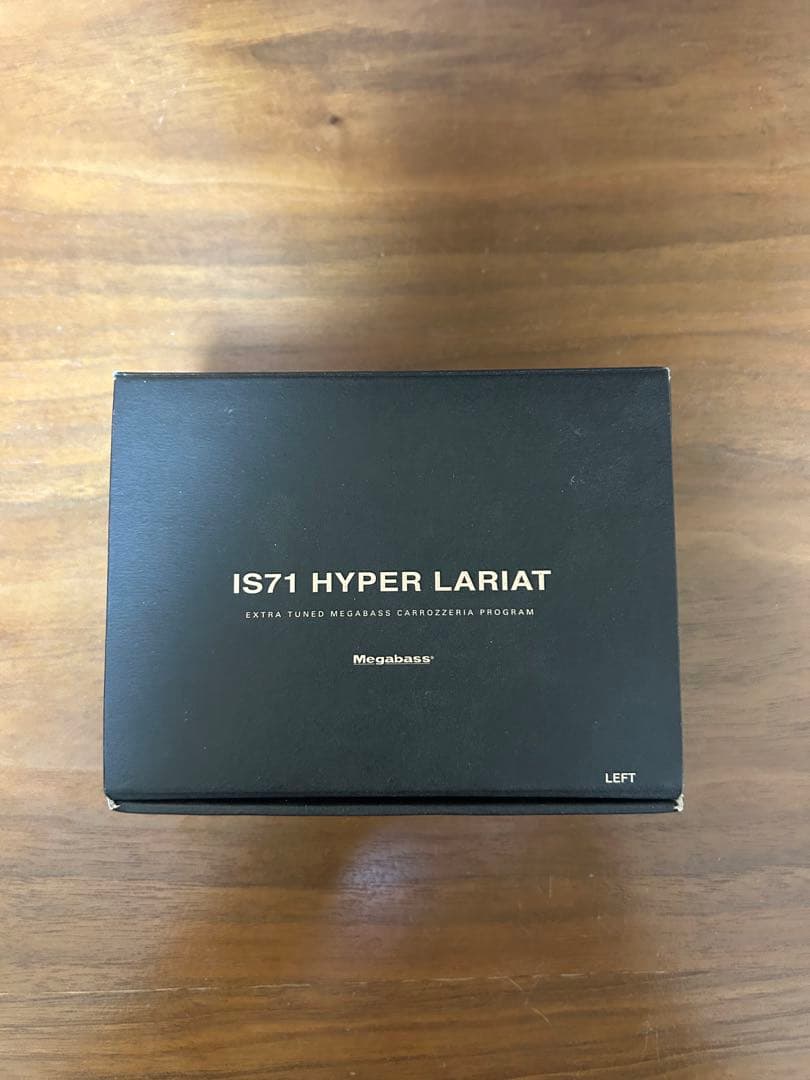 IS71 HYPER LARIAT
EXTRA TUNED MEGABASS CARROZZERIA PROGRAM
Megabass®
LEFT